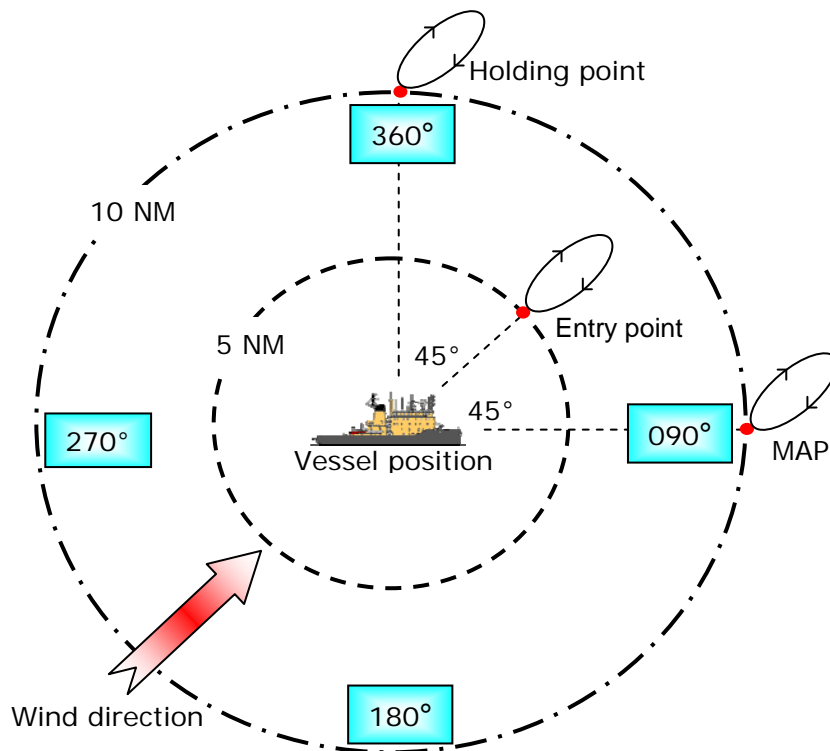 Holding point
360°
10 NM
5 NM
45°
Entry point
45°
270°
090°
Vessel position
MAP
Wind direction
180°